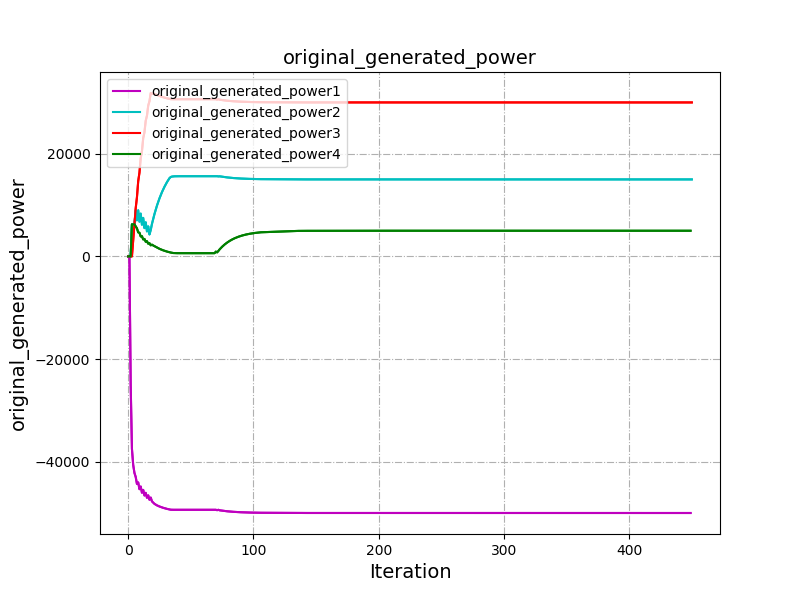 original_generated_power
original_generated_power1
original_generated_power2
original_generated_power3
original_generated_power4
original_generated_power
20000
0
−20000
−40000
0 100 200 300 400
Iteration